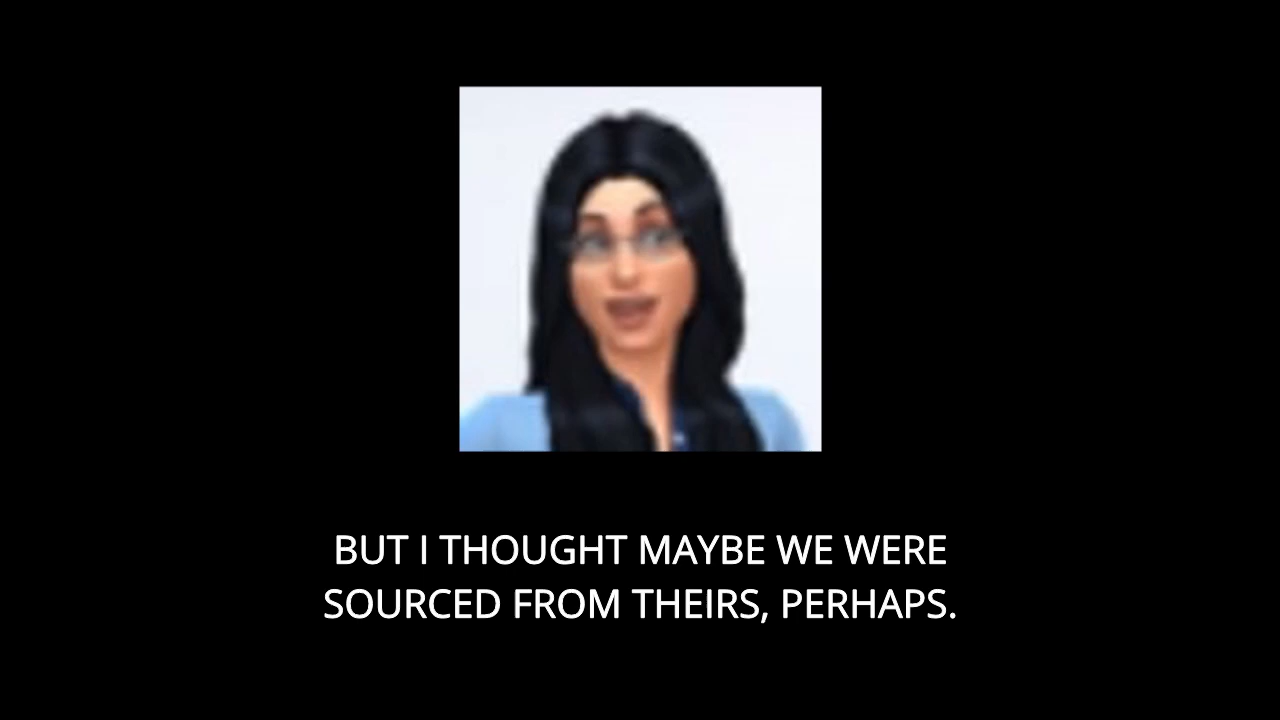 BUT I THOUGHT MAYBE WE WERE
SOURCED FROM THEIRS, PERHAPS.